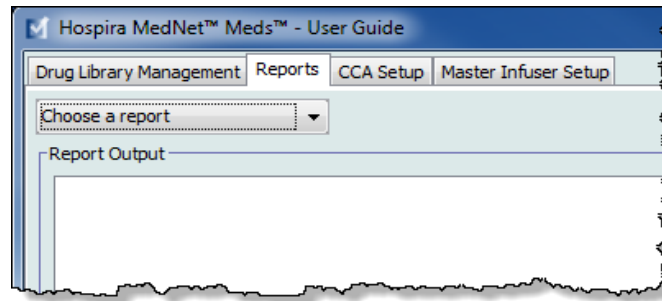 Hospira MedNet™ Meds™ - User Guide
Drug Library Management Reports CCA Setup Master Infuser Setup
Choose a report
Report Output